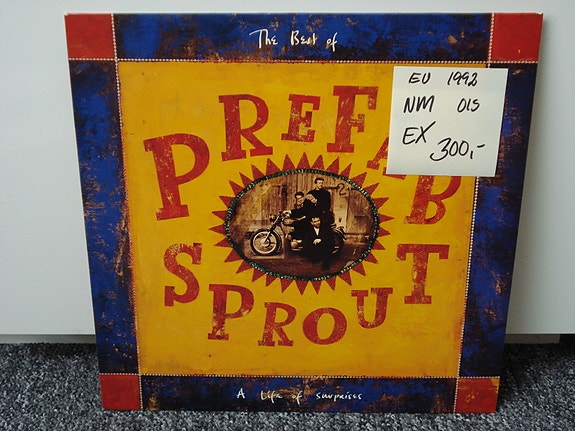 The Best of
EU 1992
NM OIS
EX 300,-
PREFAB
SPROUT
A Life of Surprises